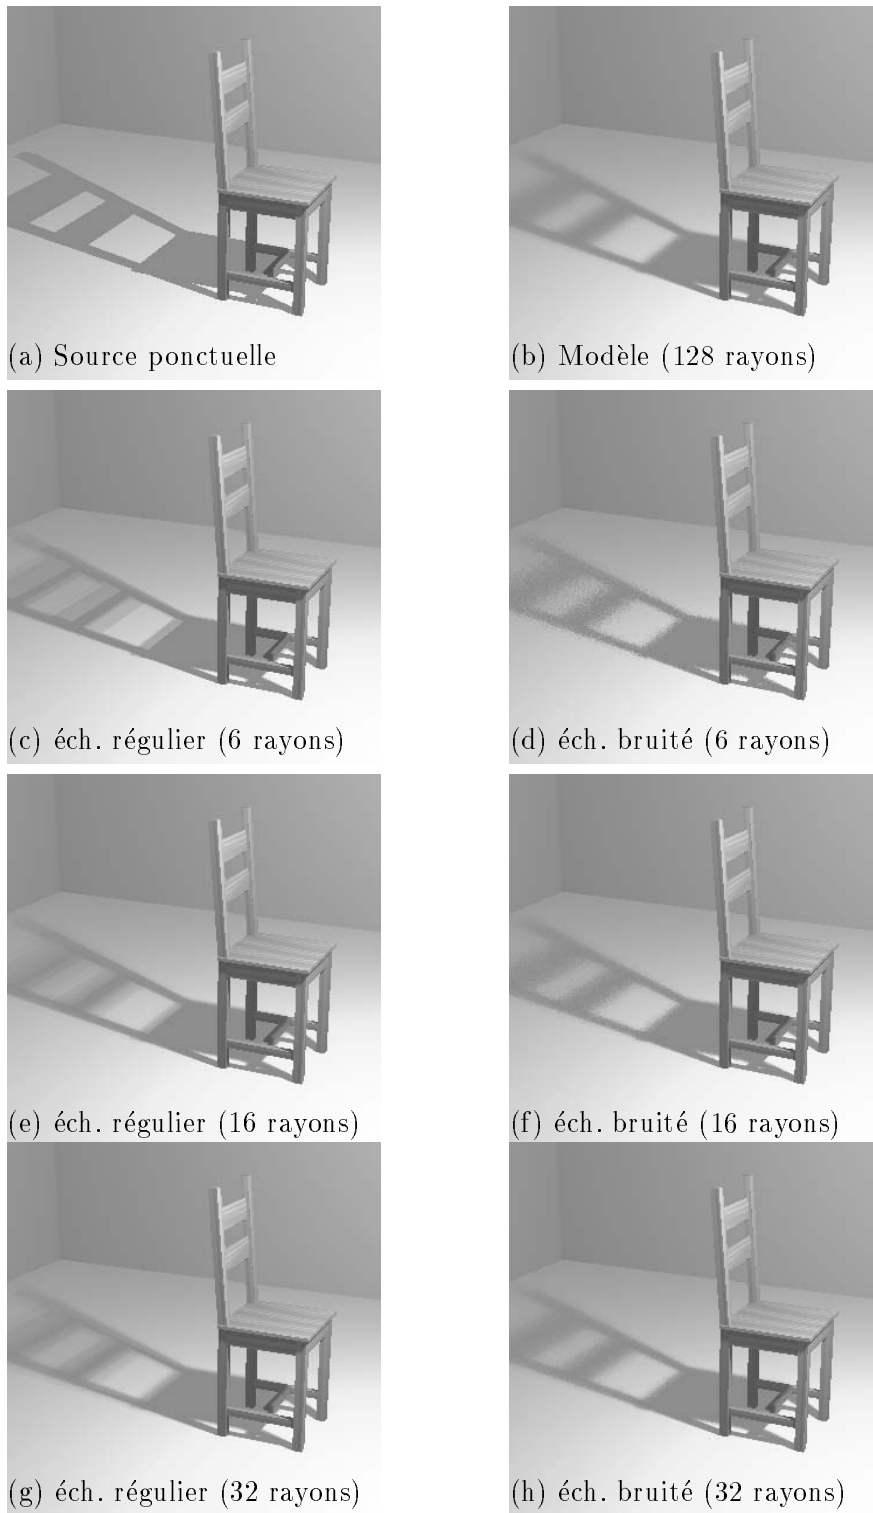 (a) Source ponctuelle
(b) Modèle (128 rayons)
(c) éch. régulier (6 rayons)
(d) éch. bruité (6 rayons)
(e) éch. régulier (16 rayons)
(f) éch. bruité (16 rayons)
(g) éch. régulier (32 rayons)
(h) éch. bruité (32 rayons)